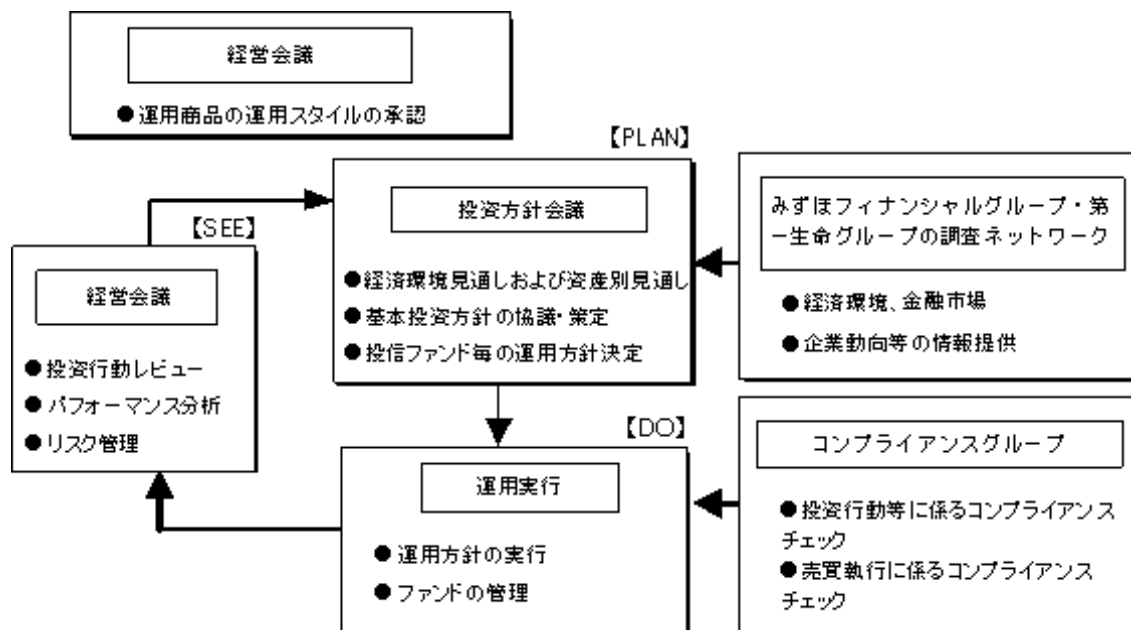 経営会議
●運用商品の運用スタイルの承認
【PLAN】
投資方針会議
●経済環境見通しおよび資産別見通し
●基本投資方針の協議・策定
●投信ファンド毎の運用方針決定
みずほフィナンシャルグループ・第
一生命グループの調査ネットワーク
●経済環境、金融市場
●企業動向等の情報提供
【SEE】
経営会議
●投資行動レビュー
●パフォーマンス分析
●リスク管理
【DO】
運用実行
●運用方針の実行
●ファンドの管理
コンプライアンスグループ
●投資行動等に係るコンプライアンス
チェック
●売買執行に係るコンプライアンス
チェック